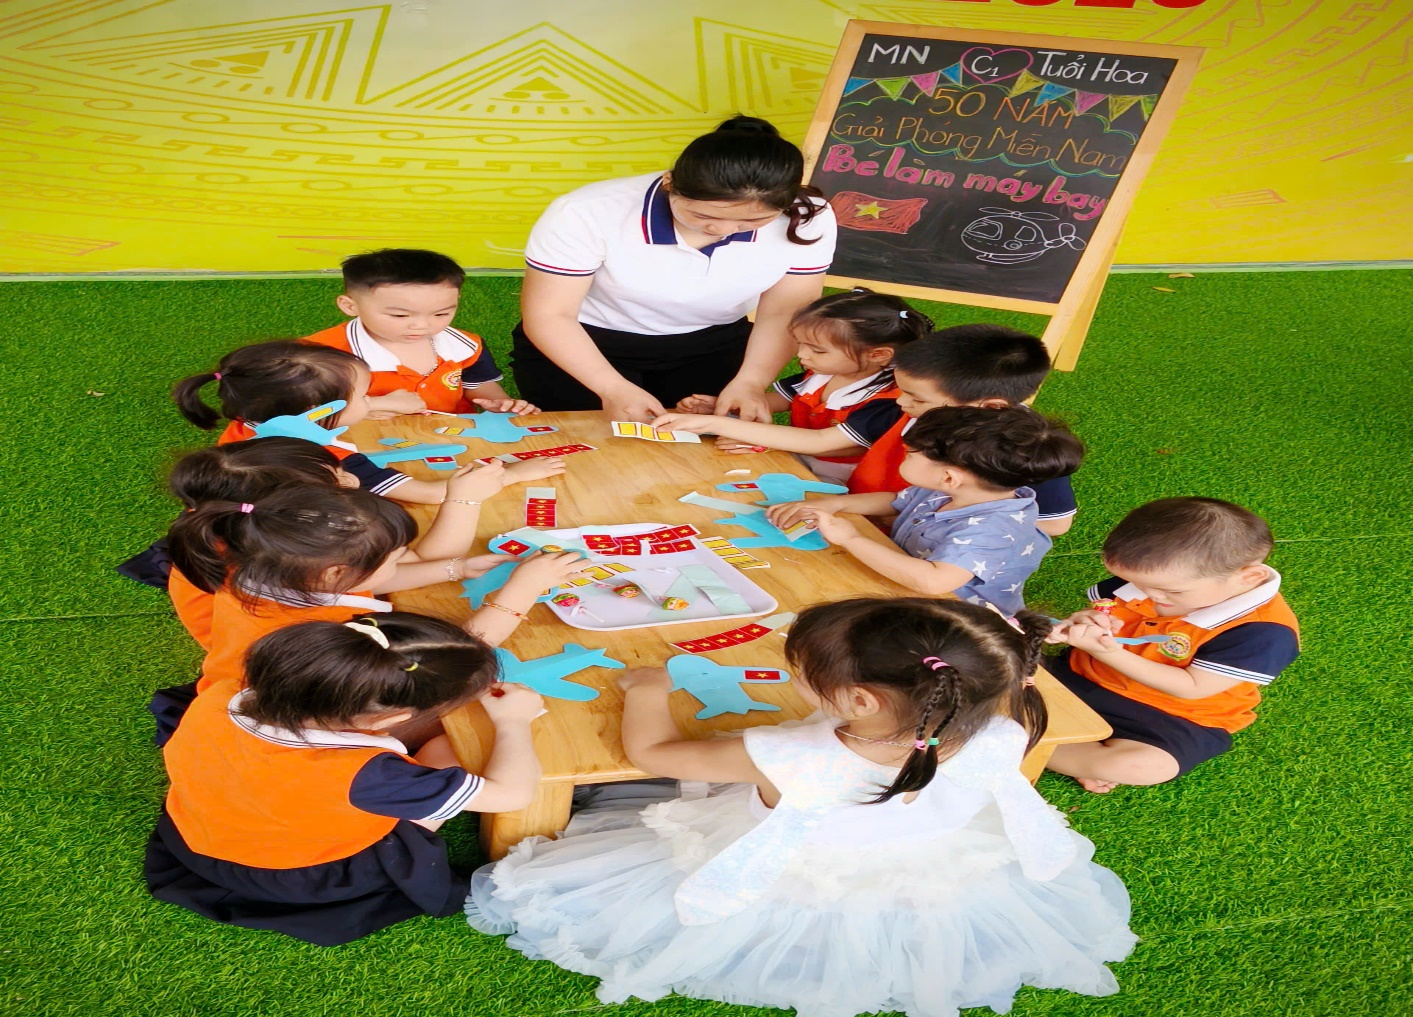 MN C1 Tuổi Hoa
50 NĂM
Giải Phóng Miền Nam
Bé làm máy bay